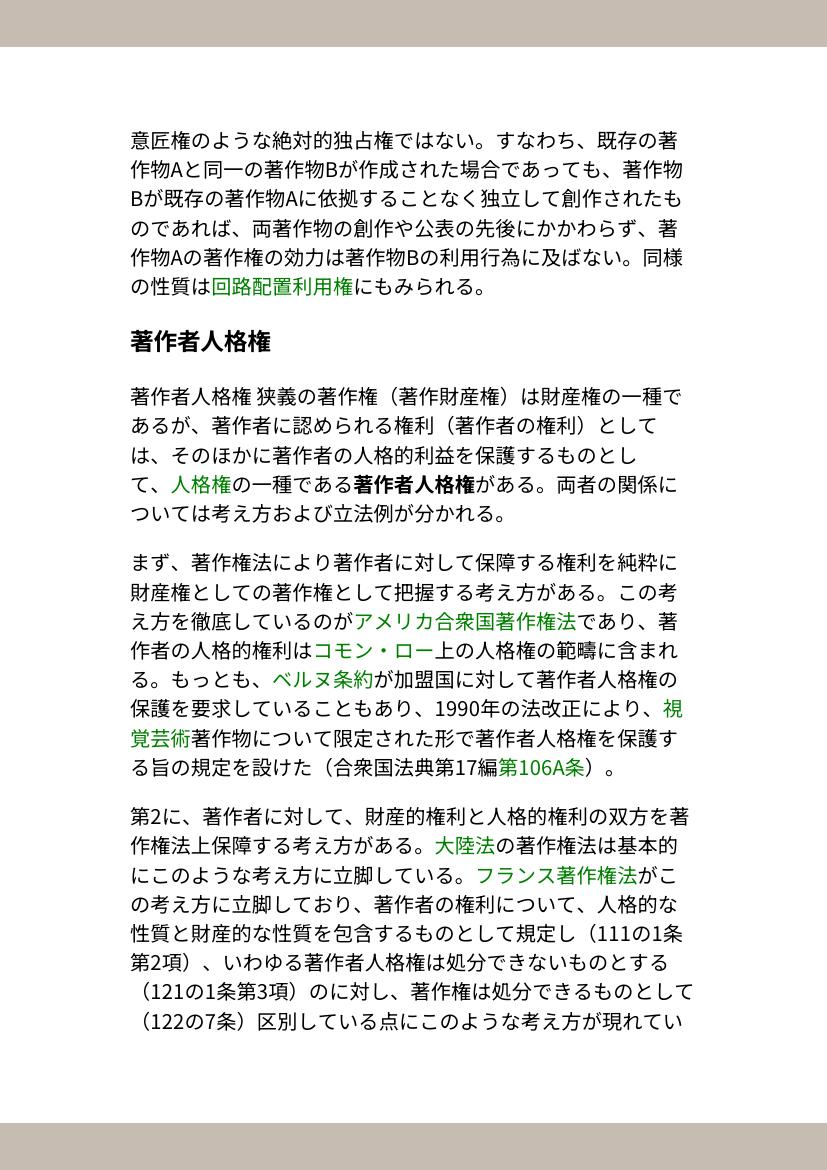 意匠権のような絶対的独占権ではない。すなわち、既存の著
作物Aと同一の著作物Bが作成された場合であっても、著作物
Bが既存の著作物Aに依拠することなく独立して創作されたも
のであれば、両著作物の創作や公表の先後にかかわらず、著
作物Aの著作権の効力は著作物Bの利用行為に及ばない。同様
の性質は回路配置利用権にもみられる。
著作者人格権
著作者人格権 狭義の著作権（著作財産権）は財産権の一種で
あるが、著作者に認められる権利（著作者の権利）として
は、そのほかに著作者の人格的利益を保護するものとし
て、人格権の一種である著作者人格権がある。両者の関係に
ついては考え方および立法例が分かれる。
まず、著作権法により著作者に対して保障する権利を純粋に
財産権としての著作権として把握する考え方がある。この考
え方を徹底しているのがアメリカ合衆国著作権法であり、著
作者の人格的権利はコモン・ロー上の人格権の範疇に含まれ
る。もっとも、ベルヌ条約が加盟国に対して著作者人格権の
保護を要求していることもあり、1990年の法改正により、視
覚芸術著作物について限定された形で著作者人格権を保護す
る旨の規定を設けた（合衆国法典第17編第106A条）。
第2に、著作者に対して、財産的権利と人格的権利の双方を著
作権法上保障する考え方がある。大陸法の著作権法は基本的
にこのような考え方に立脚している。フランス著作権法がこ
の考え方に立脚しており、著作者の権利について、人格的な
性質と財産的な性質を包含するものとして規定し（111の1条
第2項）、いわゆる著作者人格権は処分できないものとする
（121の1条第3項）のに対し、著作権は処分できるものとして
（122の7条）区別している点にこのような考え方が現れてい